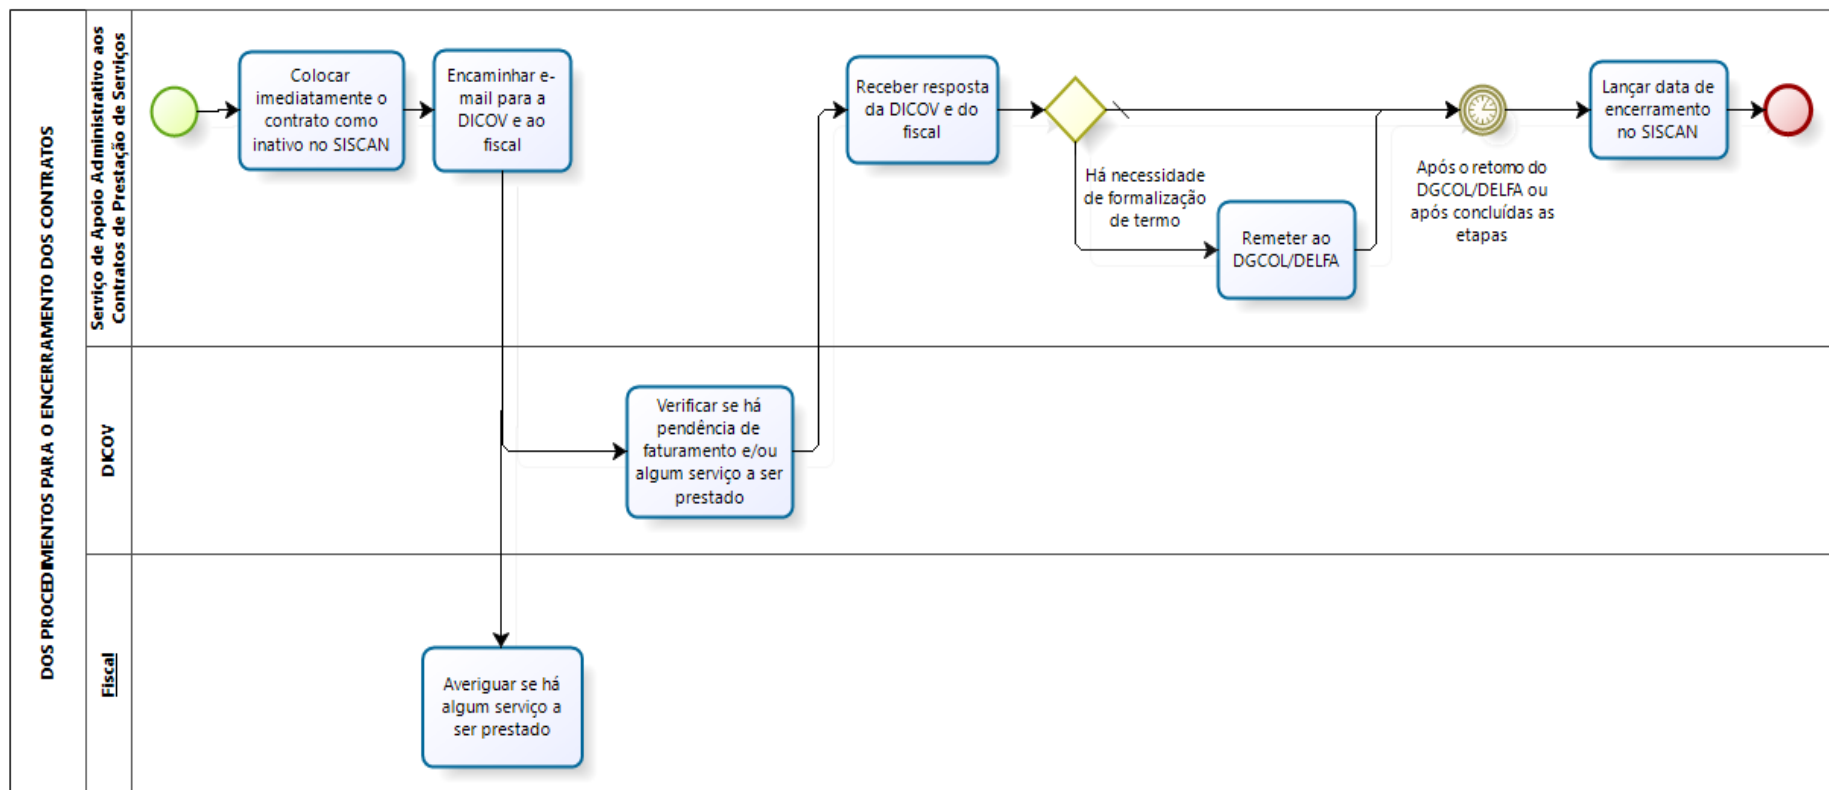 DOS PROCEDIMENTOS PARA O ENCERRAMENTO DOS CONTRATOS
Serviço de Apoio Administrativo aos
Contratos de Prestação de Serviços
Colocar
imediatamente o
contrato como
inativo no SISCAN
Encaminhar e-
mail para a
DICOV e ao
fiscal
Receber resposta
da DICOV e do
fiscal
Há necessidade
de formalização
de termo
Remeter ao
DGCOL/DELFA
Após o retorno do
DGCOL/DELFA ou
após concluídas as
etapas
Lançar data de
encerramento
no SISCAN
DICOV
Verificar se há
pendência de
faturamento e/ou
algum serviço a ser
prestado
Fiscal
Averiguar se há
algum serviço a
ser prestado